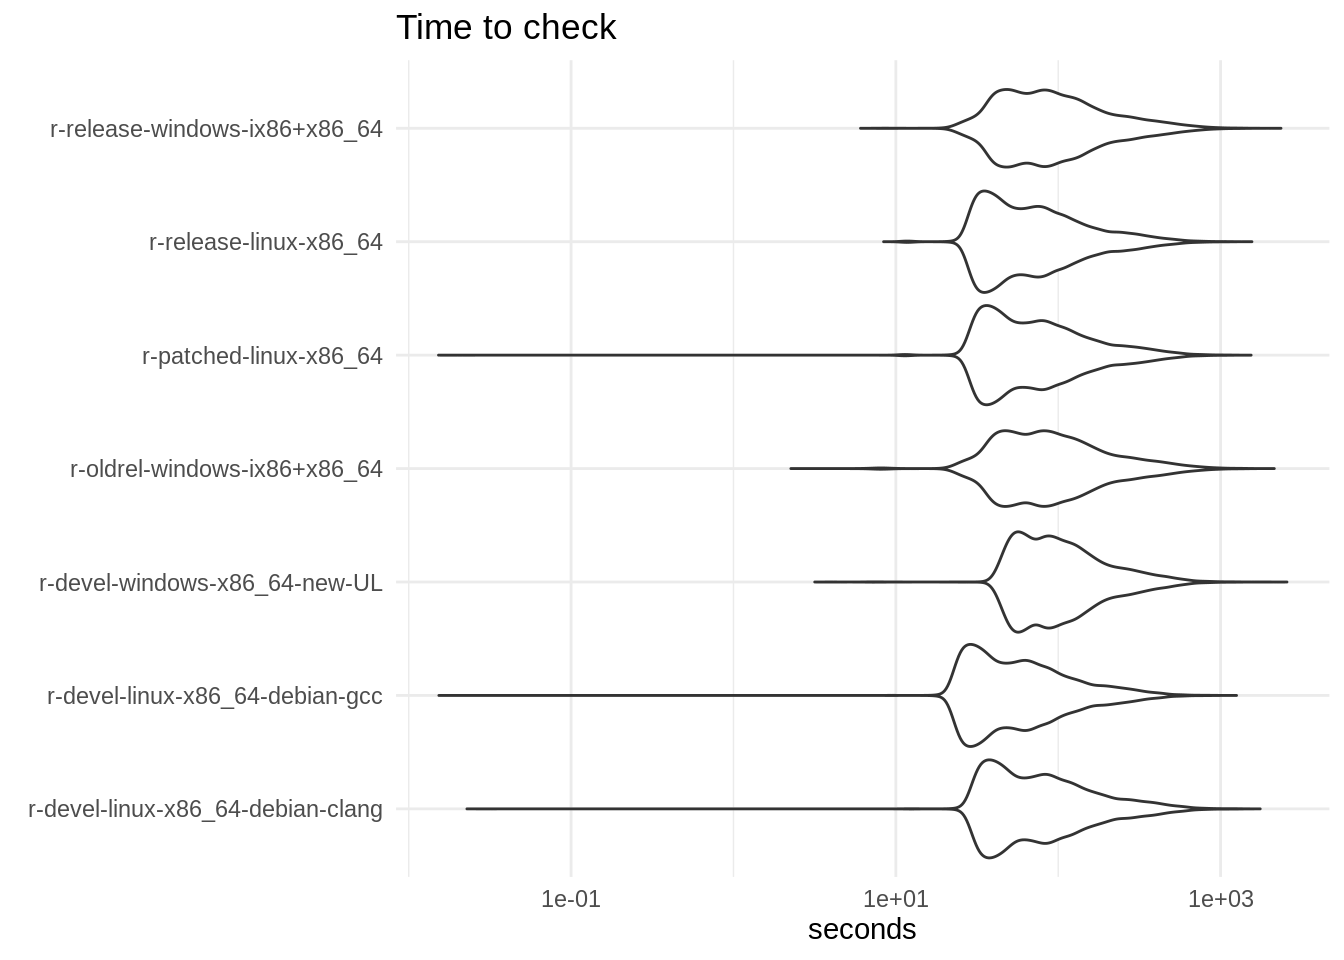 Time to check
r-release-windows-ix86+x86_64
r-release-linux-x86_64
r-patched-linux-x86_64
r-oldrel-windows-ix86+x86_64
r-devel-windows-x86_64-new-UL
r-devel-linux-x86_64-debian-gcc
r-devel-linux-x86_64-debian-clang
1e-01 1e+01 1e+03
seconds